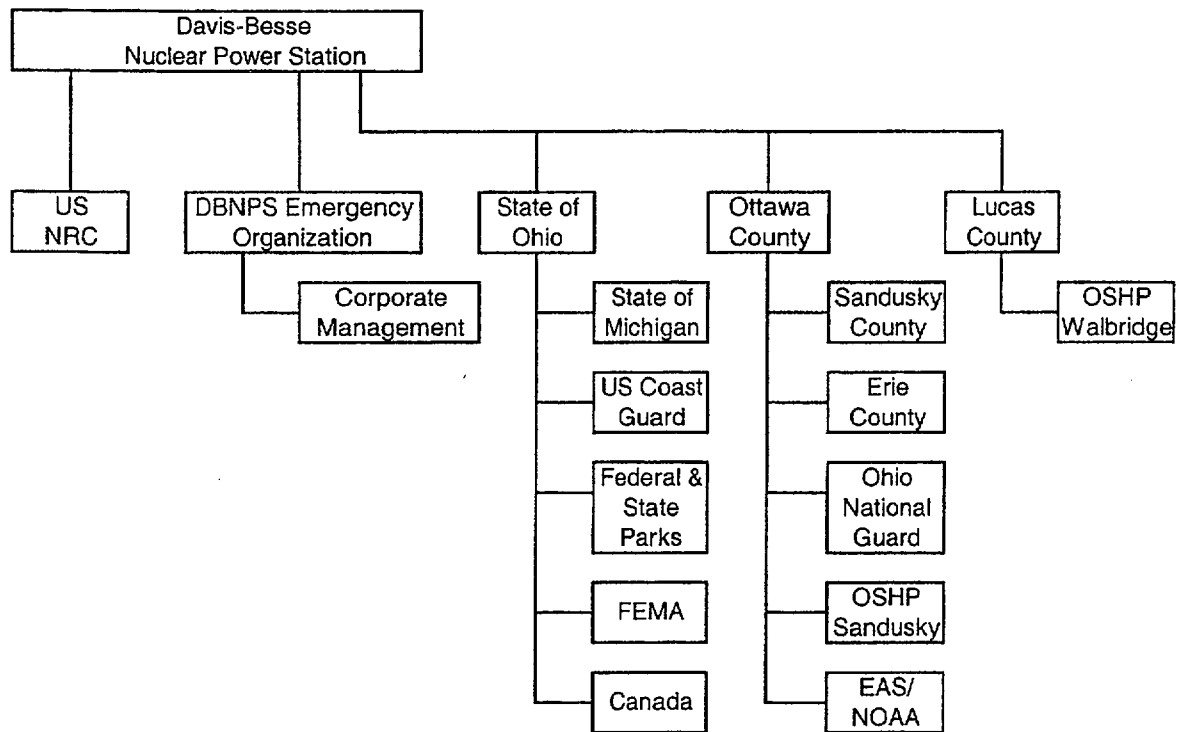 Davis-Besse
Nuclear Power Station
US
NRC
DBNPS Emergency
Organization
Corporate
Management
State of
Ohio
State of
Michigan
US Coast
Guard
Federal &
State
Parks
FEMA
Canada
Ottawa
County
Sandusky
County
Erie
County
Ohio
National
Guard
OSHP
Sandusky
EAS/
NOAA
Lucas
County
OSHP
Walbridge